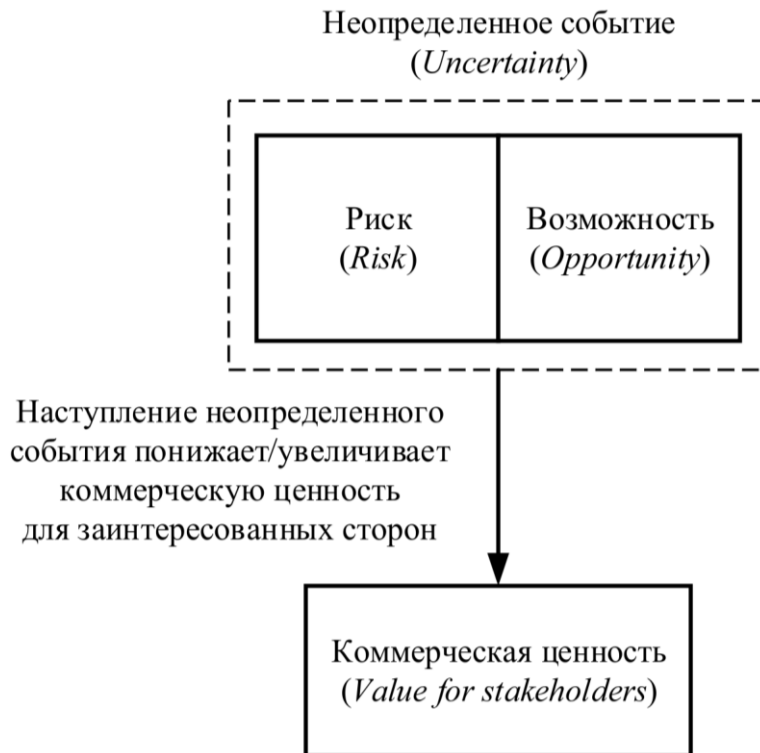 Неопределенное событие
(Uncertainty)
Риск
(Risk)
Возможность
(Opportunity)
Наступление неопределенного
события понижает/увеличивает
коммерческую ценность
для заинтересованных сторон
Коммерческая ценность
(Value for stakeholders)